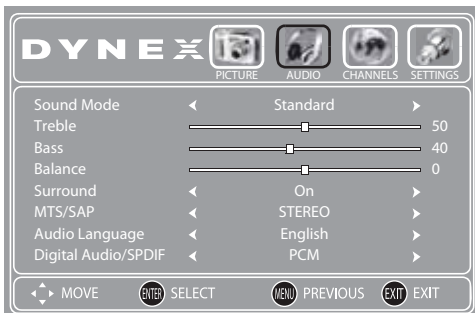 DYNEX
PICTURE AUDIO CHANNELS SETTINGS
Sound Mode Standard
Treble 50
Bass 40
Balance 0
Surround On
MTS/SAP STEREO
Audio Language English
Digital Audio/SPDIF PCM
MOVE ENTER SELECT MENU PREVIOUS EXIT EXIT